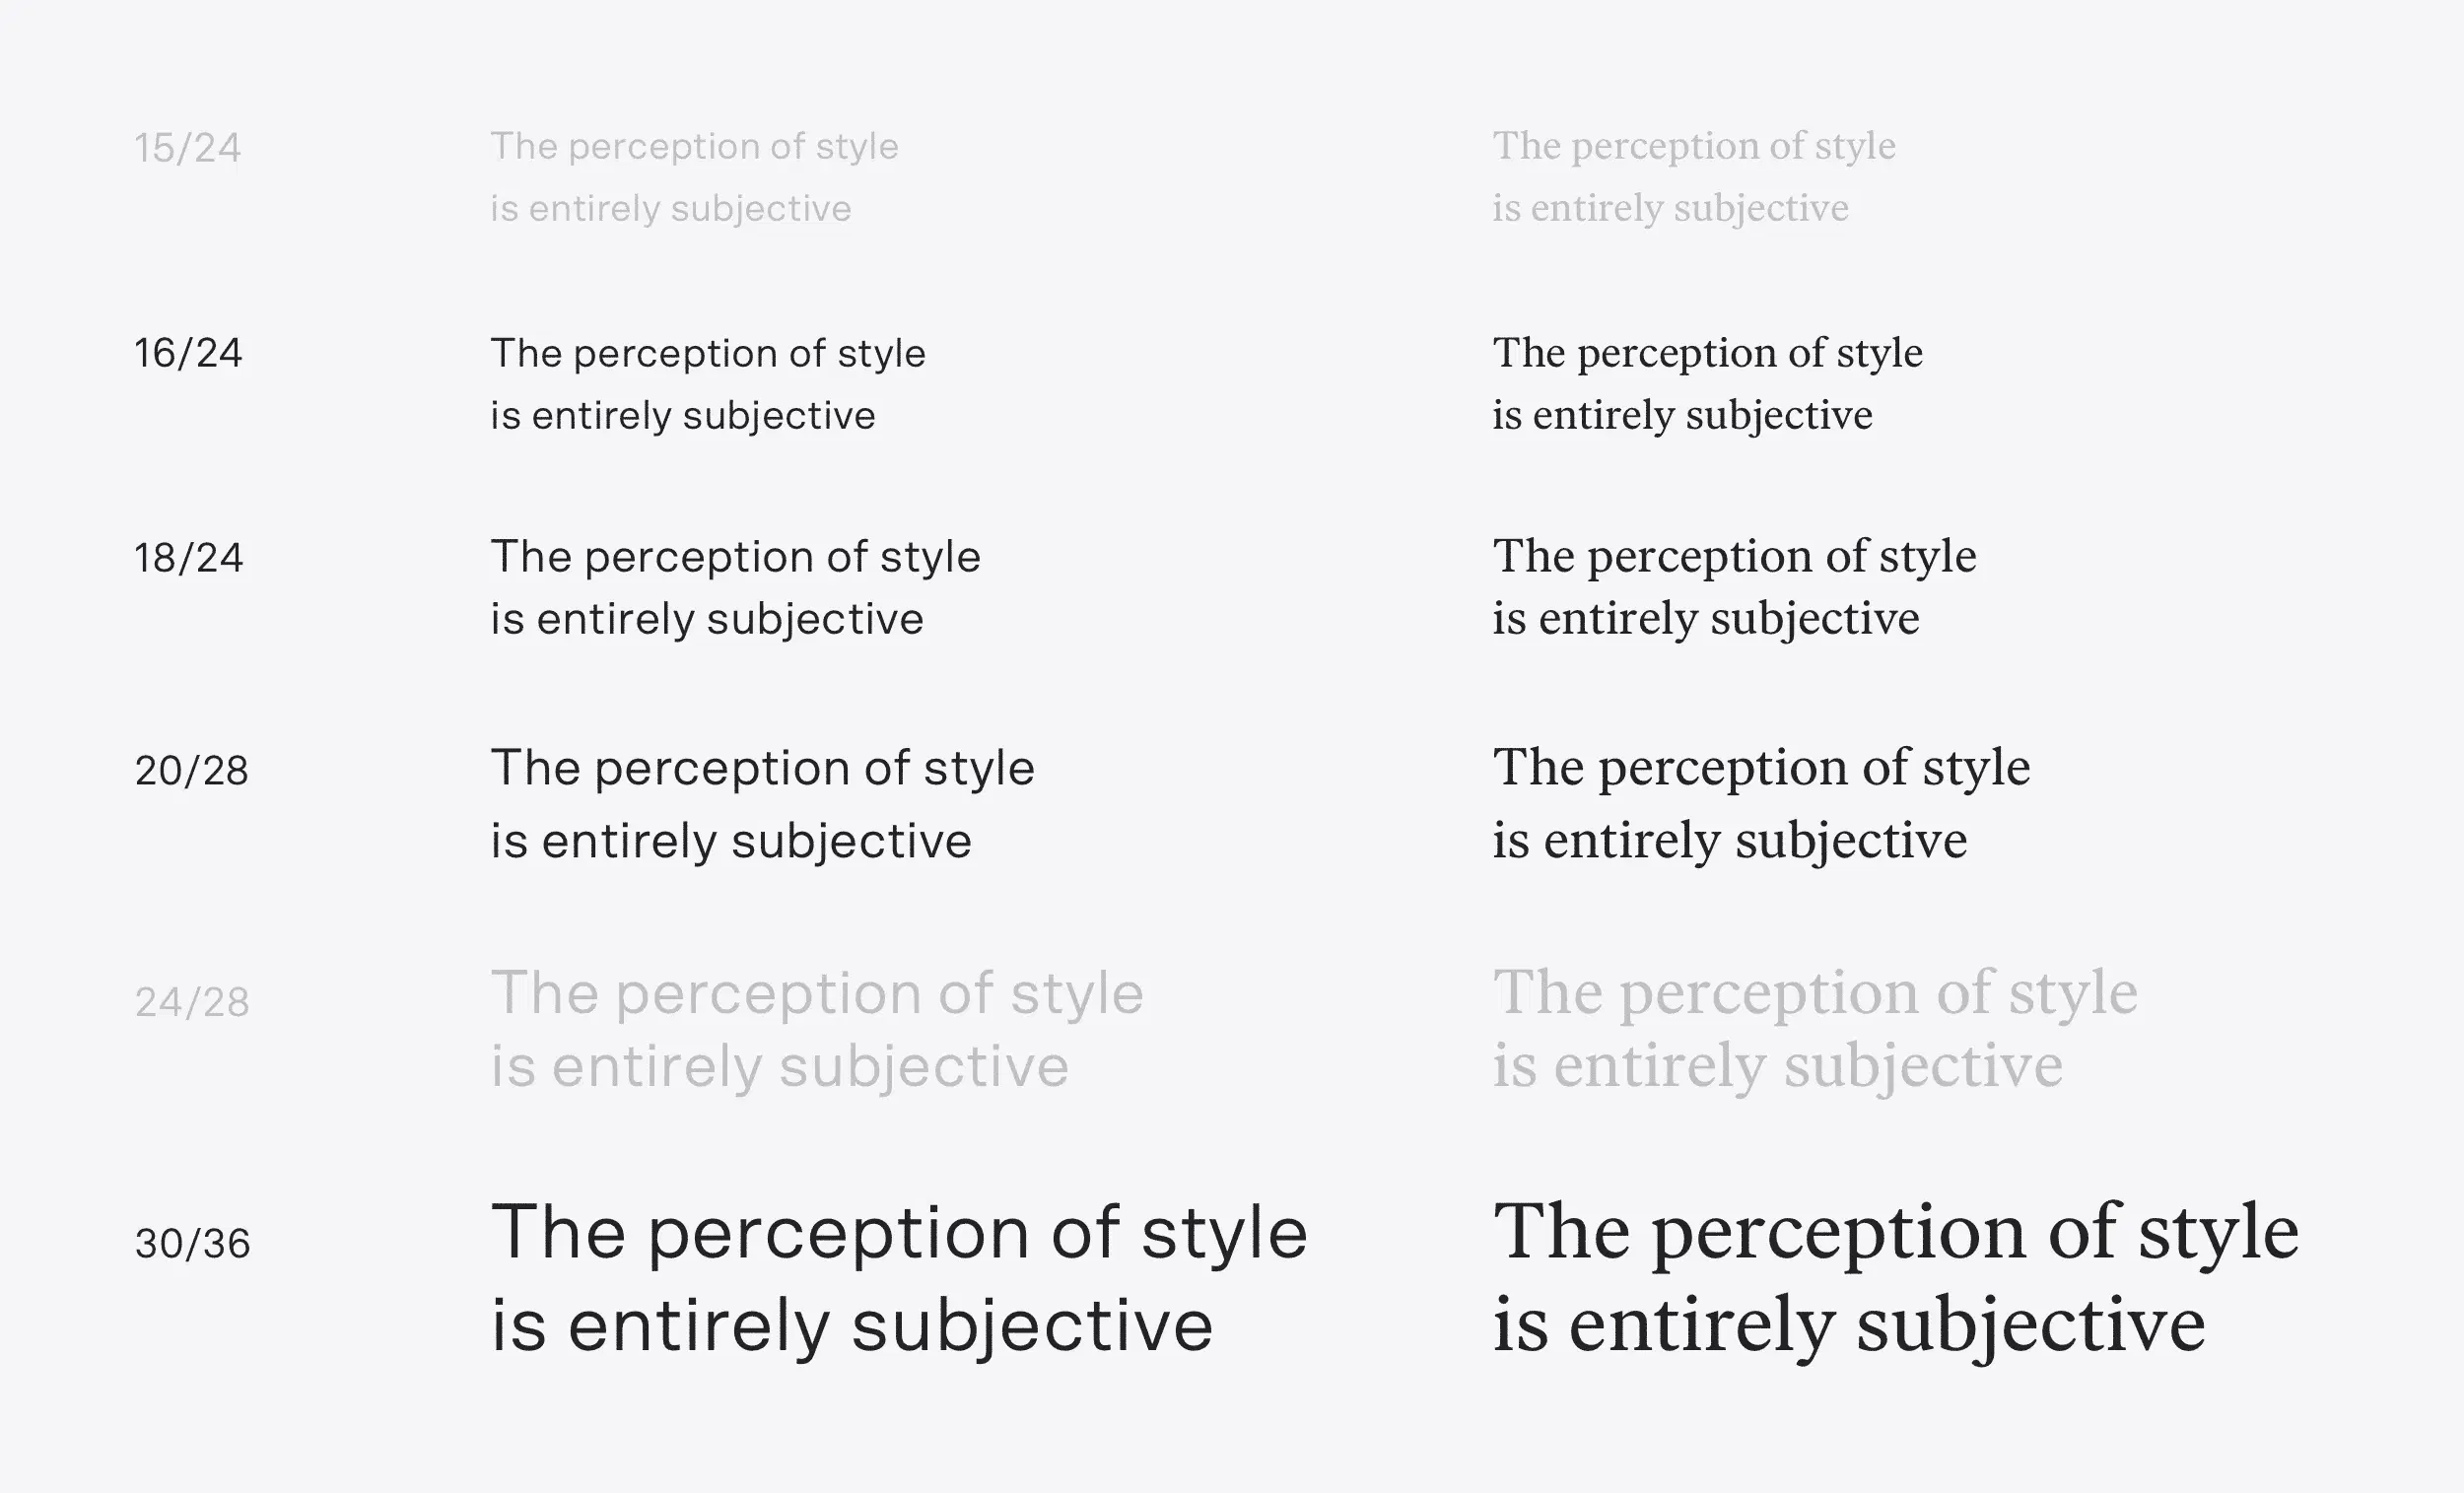 15/24 The perception of style The perception of style
is entirely subjective is entirely subjective
16/24 The perception of style The perception of style
is entirely subjective is entirely subjective
18/24 The perception of style The perception of style
is entirely subjective is entirely subjective
20/28 The perception of style The perception of style
is entirely subjective is entirely subjective
24/28 The perception of style The perception of style
is entirely subjective is entirely subjective
30/36 The perception of style The perception of style
is entirely subjective is entirely subjective